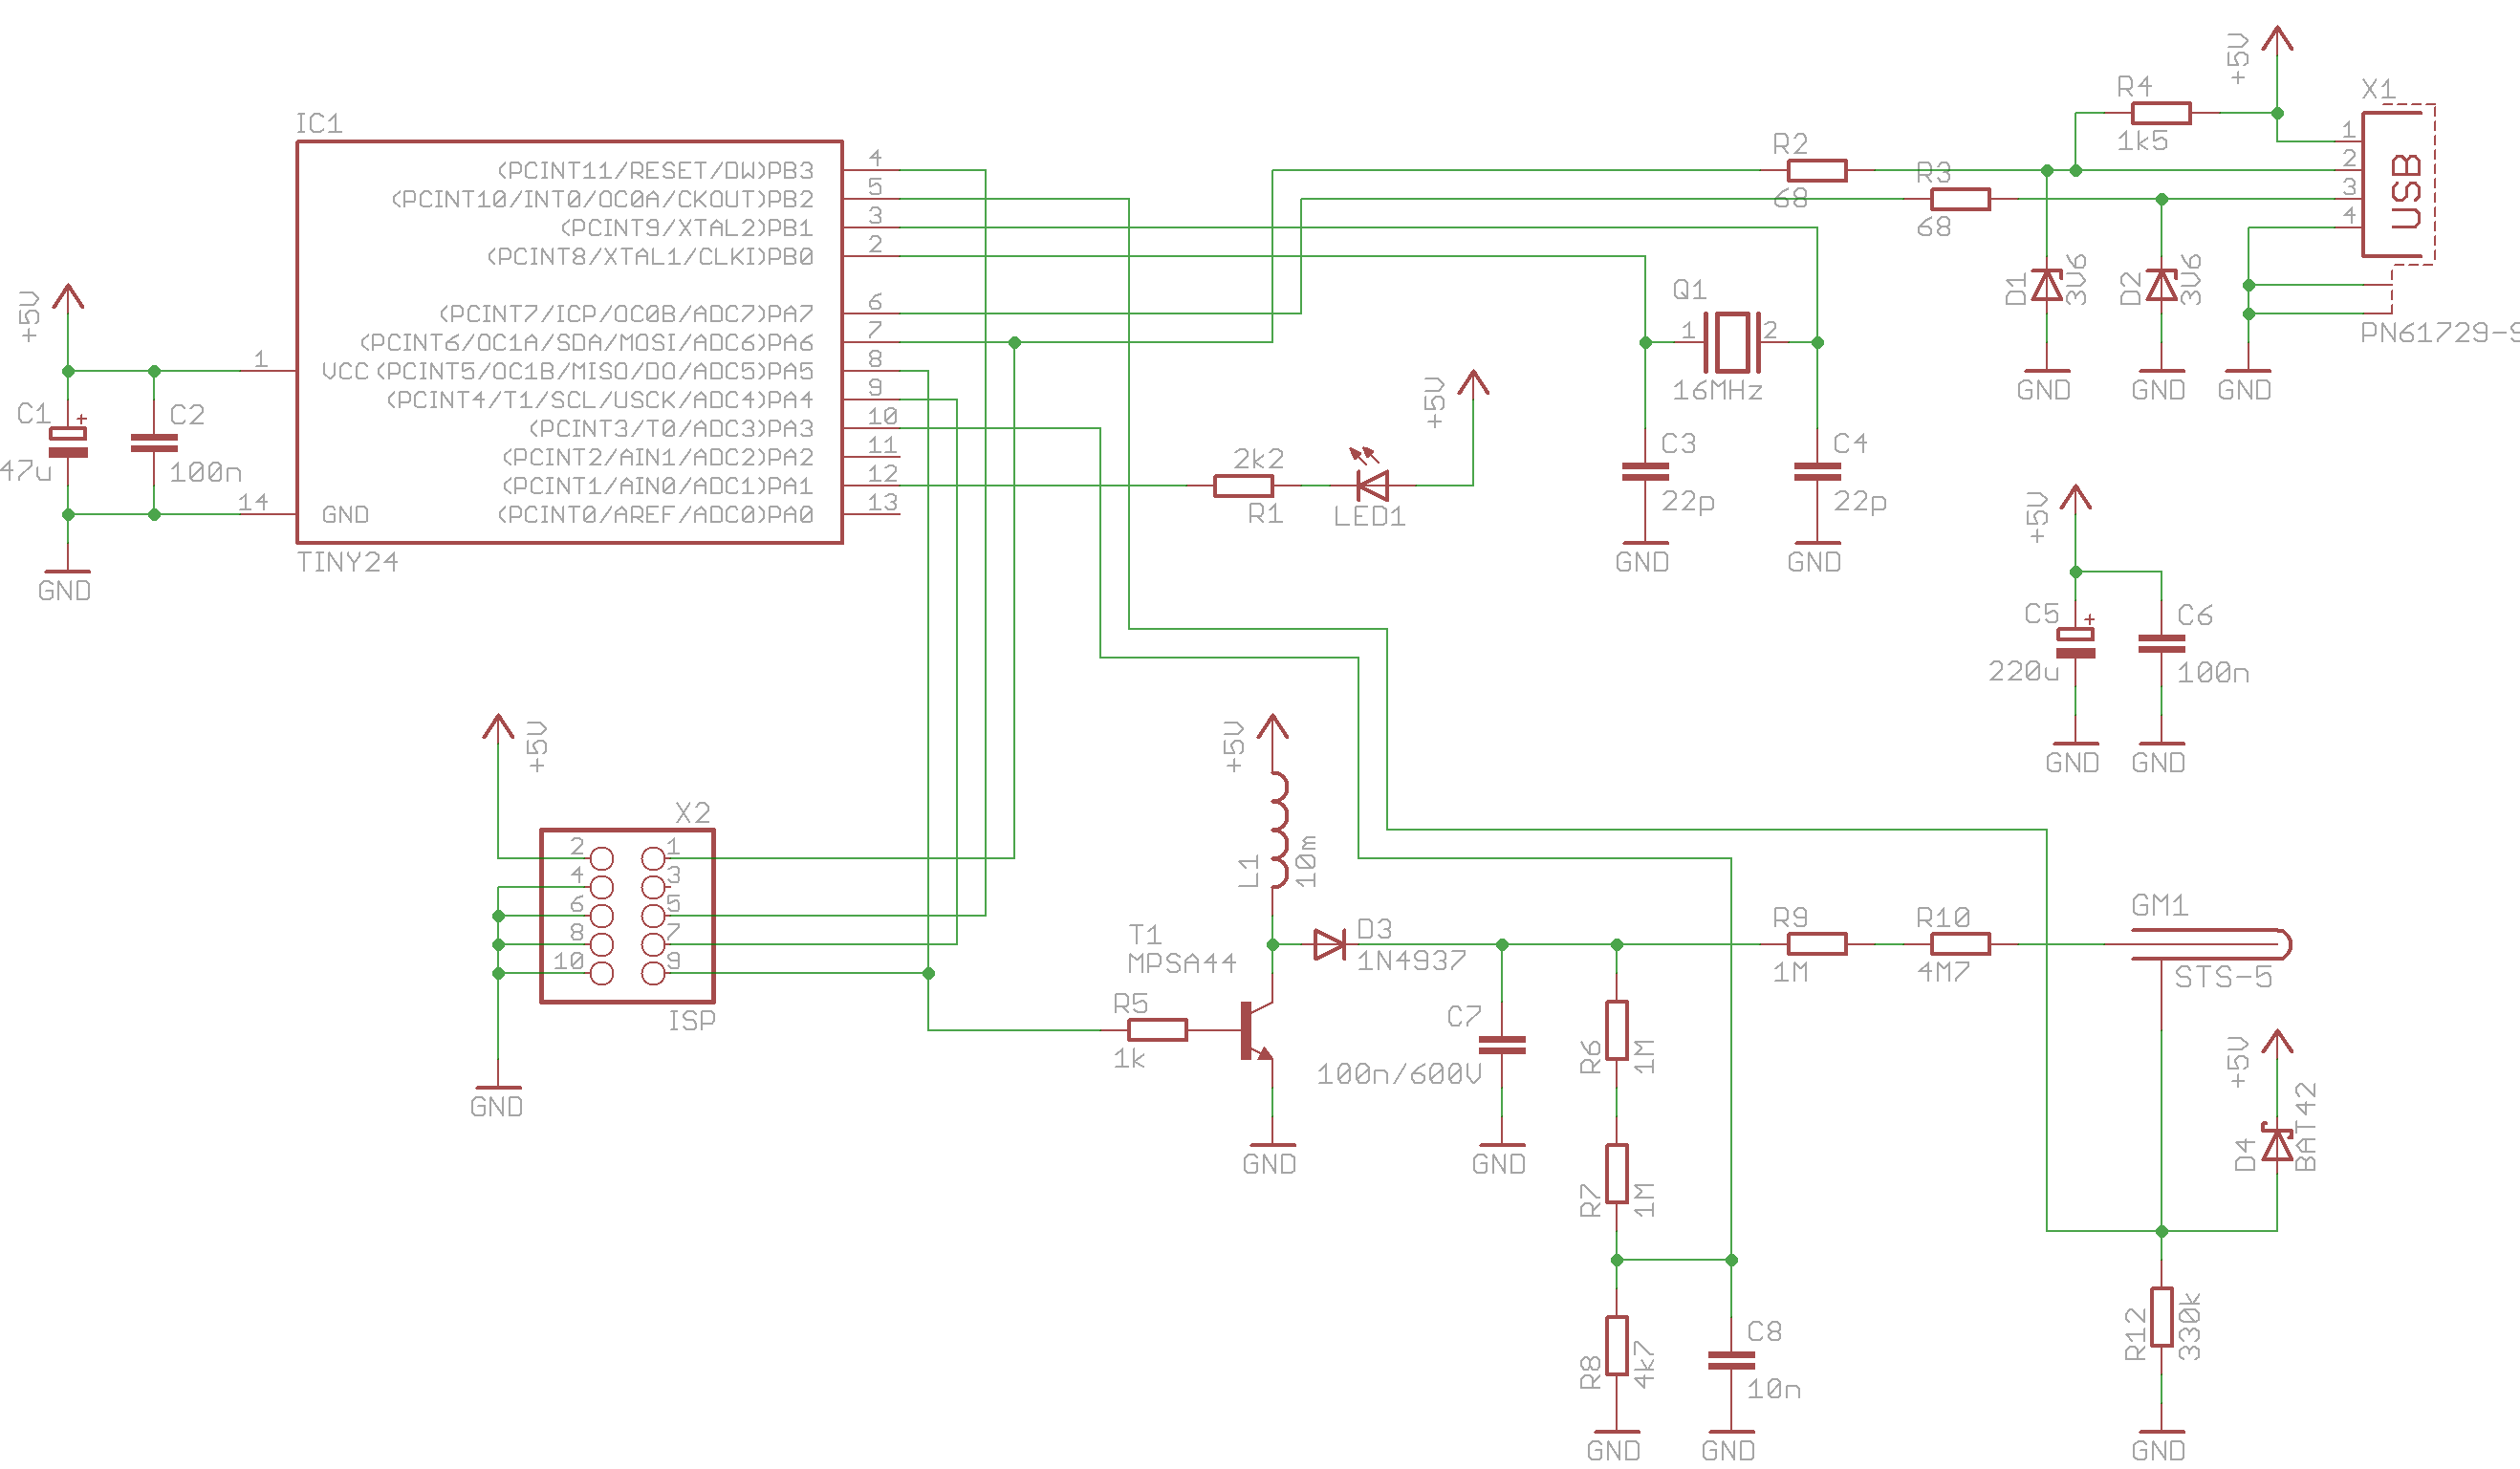 IC1
(PCINT11/RESET/DW)PB3
4
(PCINT10/INT0/OC0A/CKOUT)PB2
5
(PCINT9/XTAL2)PB1
3
(PCINT8/XTAL1/CLKI)PB0
2
(PCINT7/ICP/OC0B/ADC7)PA7
6
(PCINT6/OC1A/SDA/MOSI/ADC6)PA6
7
1
VCC
(PCINT5/OC1B/MISO/DO/ADC5)PA5
8
(PCINT4/T1/SCL/USCK/ADC4)PA4
9
(PCINT3/T0/ADC3)PA3
10
(PCINT2/AIN1/ADC2)PA2
11
(PCINT1/AIN0/ADC1)PA1
12
14
GND
(PCINT0/AREF/ADC0)PA0
13
TINY24
+5V
C1
+
47u
C2
100n
GND
R2
68
R3
68
R4
1k5
+5V
X1
1
2
3
4
USB
PN61729-S
D1
3V6
D2
3V6
GND
GND
GND
Q1
1
2
16MHz
C3
22p
C4
22p
GND
GND
2k2
R1
LED1
+5V
+5V
C5
+
220u
C6
100n
GND
GND
+5V
X2
2
1
4
3
6
5
8
7
10
9
ISP
GND
+5V
L1
10m
T1
MPSA44
R5
1k
GND
D3
1N4937
C7
100n/600V
GND
R6
1M
R7
1M
R8
4k7
GND
C8
10n
GND
R9
1M
R10
4M7
GM1
STS-5
+5V
D4
BAT42
R12
330k
GND